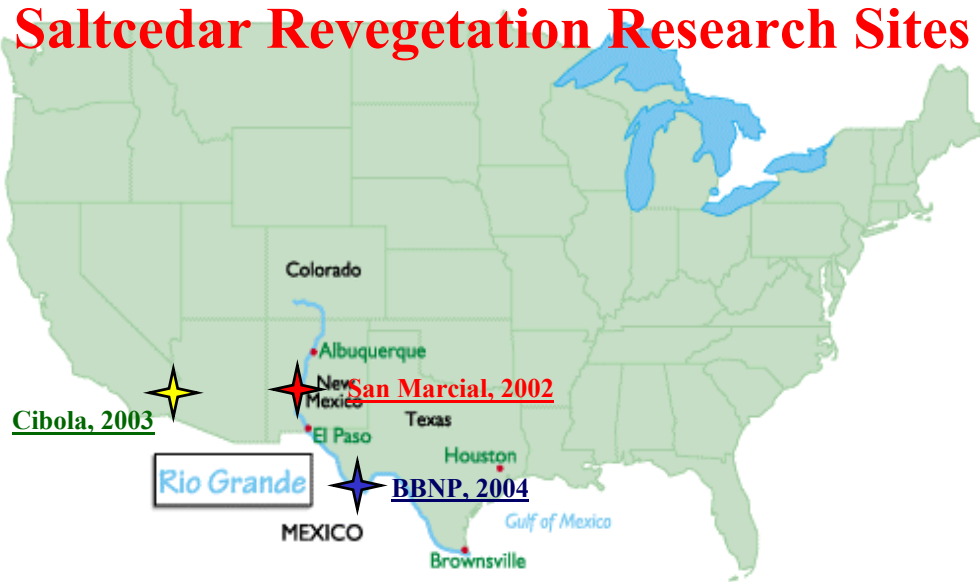 Saltcedar Revegetation Research Sites
Colorado
Albuquerque
New
Mexico
San Marcial, 2002
Cibola, 2003
Texas
El Paso
Houston
Rio Grande
BBNP, 2004
Gulf of Mexico
MEXICO
Brownsville